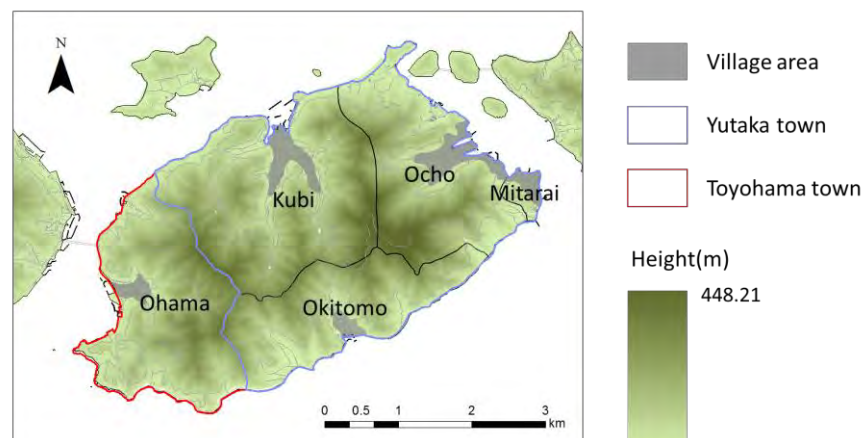 N
Kubi
Ocho
Mitarai
Ohama
Okitomo
0 0.5 1 2 3
km
Village area
Yutaka town
Toyohama town
Height(m)
448.21